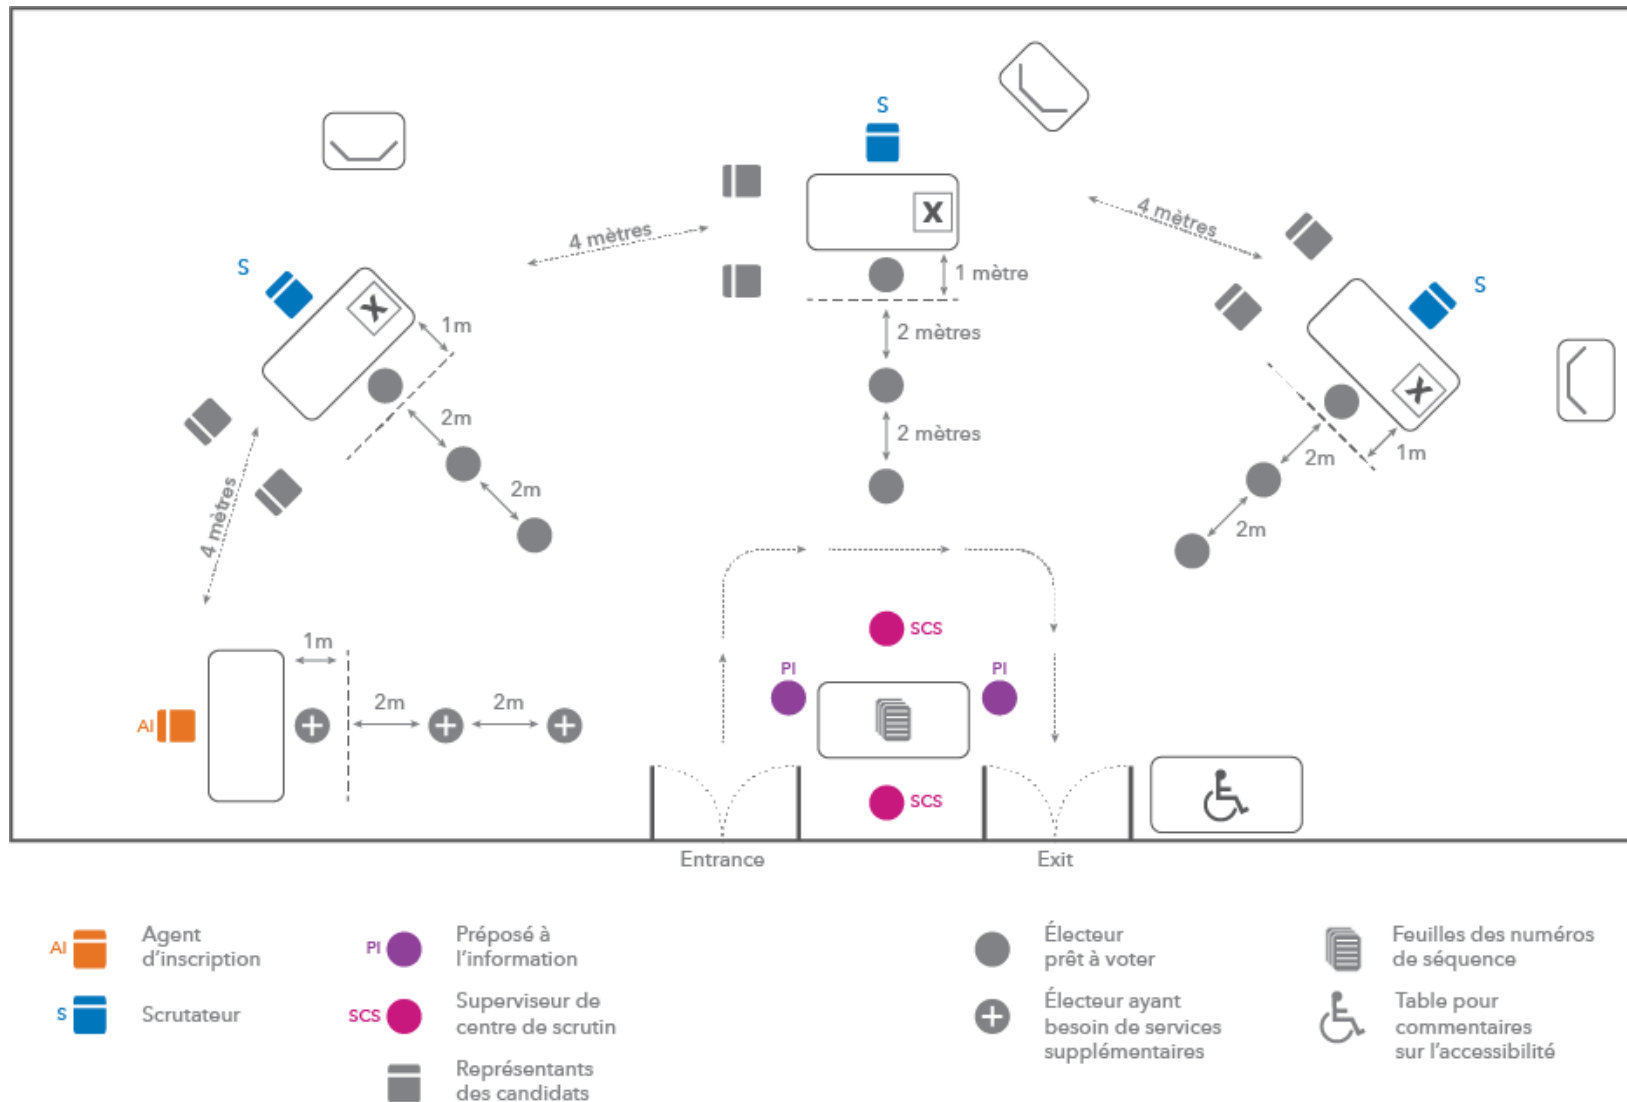 S
4 mètres
X
4 mètres
S
1 mètre
S
X
1m
2 mètres
X
2m
2 mètres
2m
1m
2m
2m
4 mètres
SCS
1m
PI
PI
AI
2m
2m
SCS
Entrance
Exit
AI
Agent
d'inscription
S
Scrutateur
PI
Préposé à
l'information
SCS
Superviseur de
centre de scrutin
Représentants
des candidats
Électeur
prêt à voter
Électeur ayant
besoin de services
supplémentaires
Feuilles des numéros
de séquence
Table pour
commentaires
sur l'accessibilité